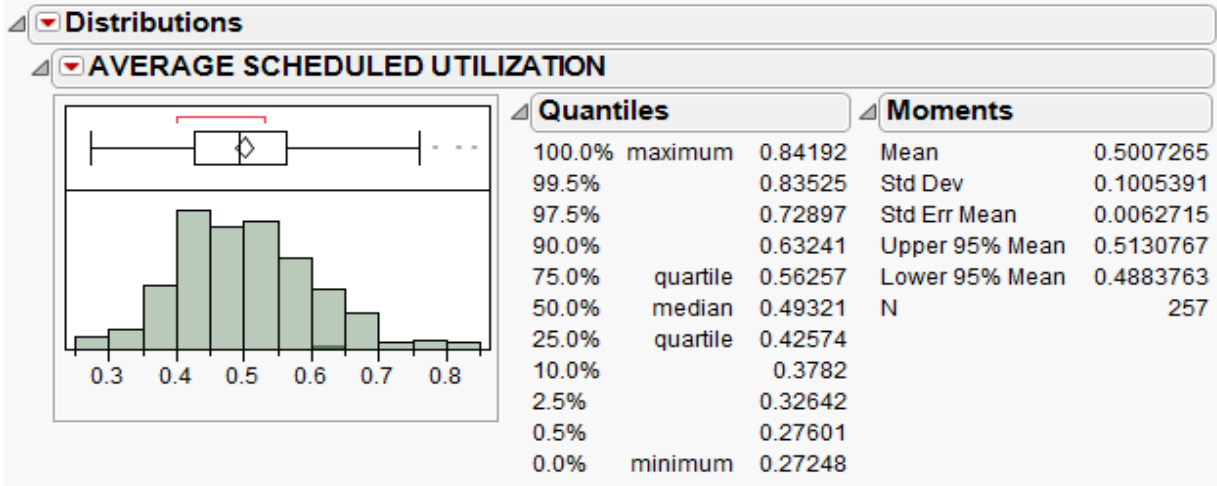 Distributions
AVERAGE SCHEDULED UTILIZATION
0.3 0.4 0.5 0.6 0.7 0.8
Quantiles
100.0% maximum 0.84192
99.5% 0.83525
97.5% 0.72897
90.0% 0.63241
75.0% quartile 0.56257
50.0% median 0.49321
25.0% quartile 0.42574
10.0% 0.3782
2.5% 0.32642
0.5% 0.27601
0.0% minimum 0.27248
Moments
Mean 0.5007265
Std Dev 0.1005391
Std Err Mean 0.0062715
Upper 95% Mean 0.5130767
Lower 95% Mean 0.4883763
N 257